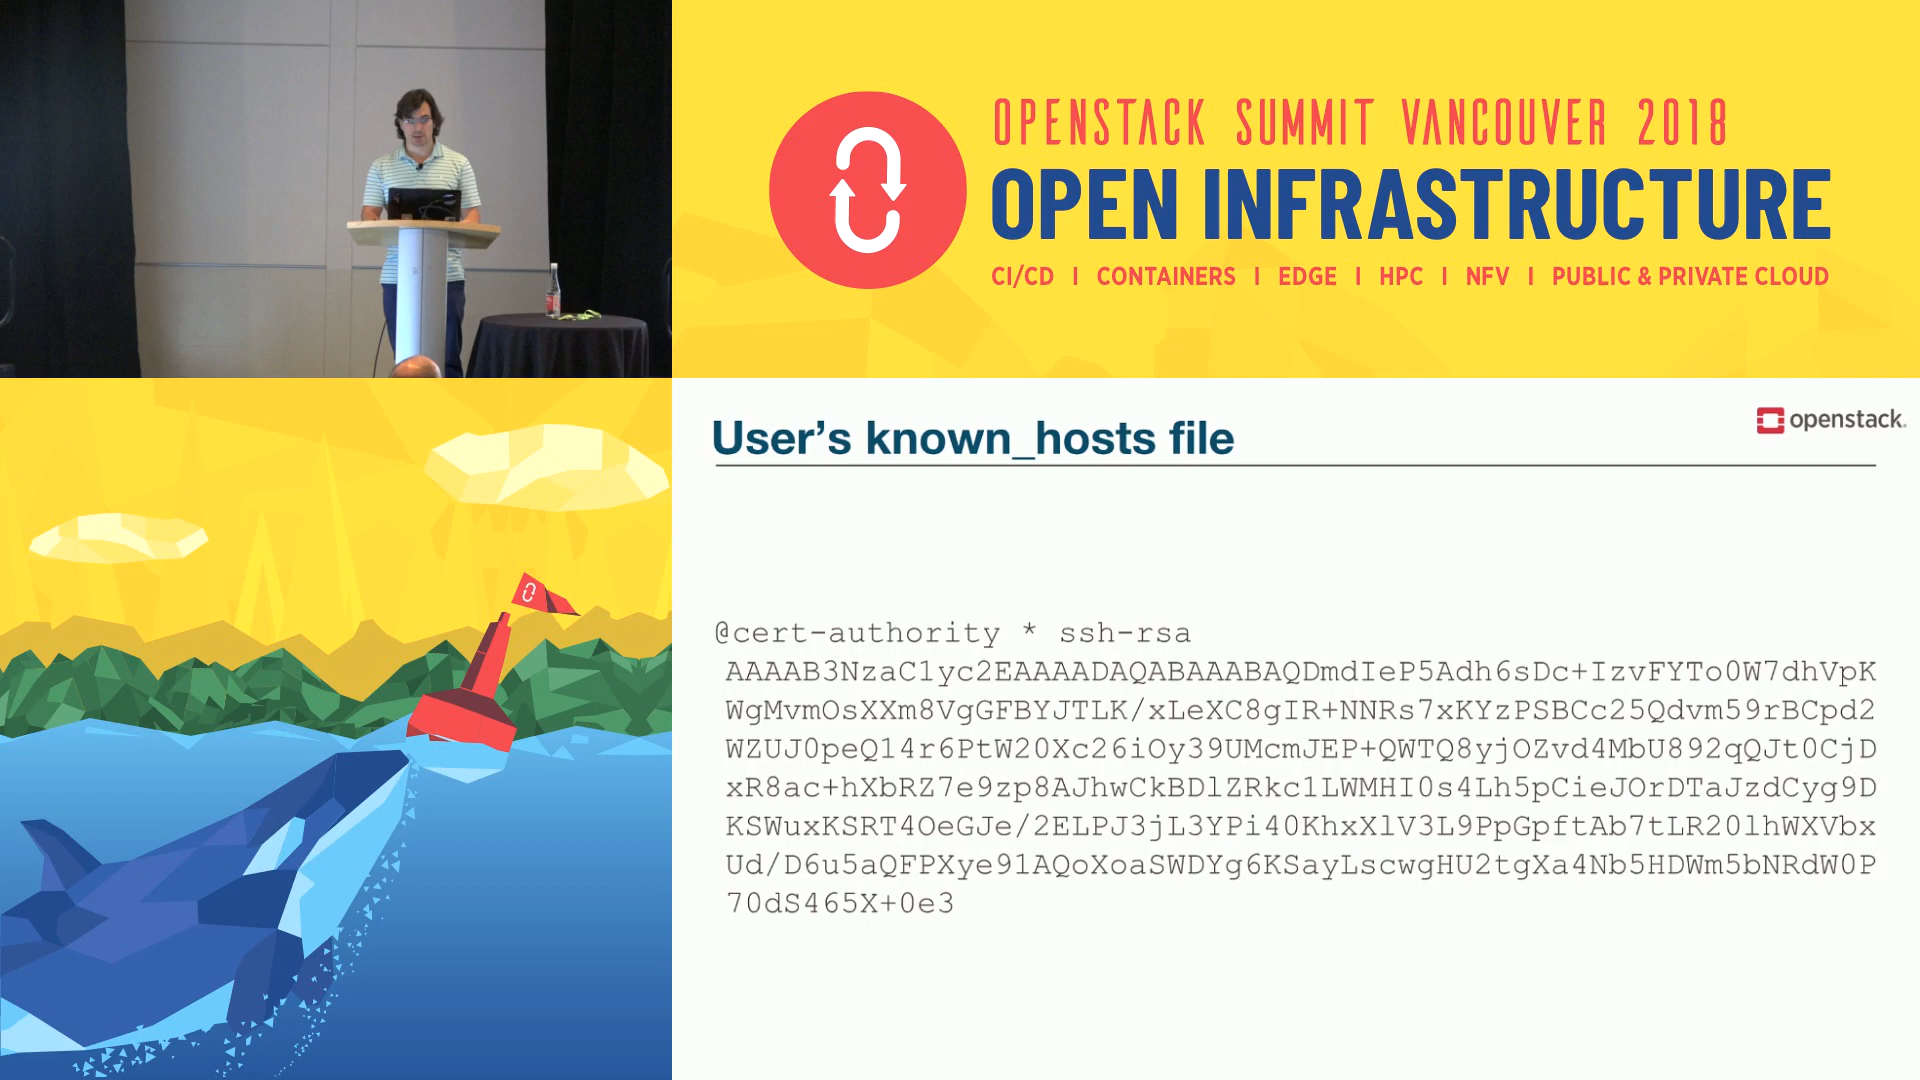 OPENSTACK SUMMIT VANCOUVER 2018
OPEN INFRASTRUCTURE
CI/CD | CONTAINERS | EDGE | HPC | NFV | PUBLIC & PRIVATE CLOUD
User's known_hosts file
openstack.
@cert-authority * ssh-rsa
AAAAB3NzaC1yc2EAAAADAQABAAABAQDmdIeP5Adh6sDc+IzvFYTo0W7dhVpK
WgMvmOsXXm8VgGFBYJTLK/xLeXC8gIR+NNRs7xKYzPSBCc25Qdvm59rBCpd2
WZUJ0peQ14r6PtW20Xc26iOy39UMcmJEP+QWTQ8yjOZvd4MbU892qQJt0CjD
xR8ac+hXbRZ7e9zp8AJhwCkBDlZRkc1LWMHI0s4Lh5pCieJOrDTaJzdCyg9D
KSWuxKSRT4OeGJe/2ELPJ3jL3YPi40KhxXlV3L9PpGpftAb7tLR20lhWXVbx
Ud/D6u5aQFPXye91AQoXoaSWDYg6KSayLscwgHU2tgXa4Nb5HDWm5bNRdW0P
70dS465X+0e3